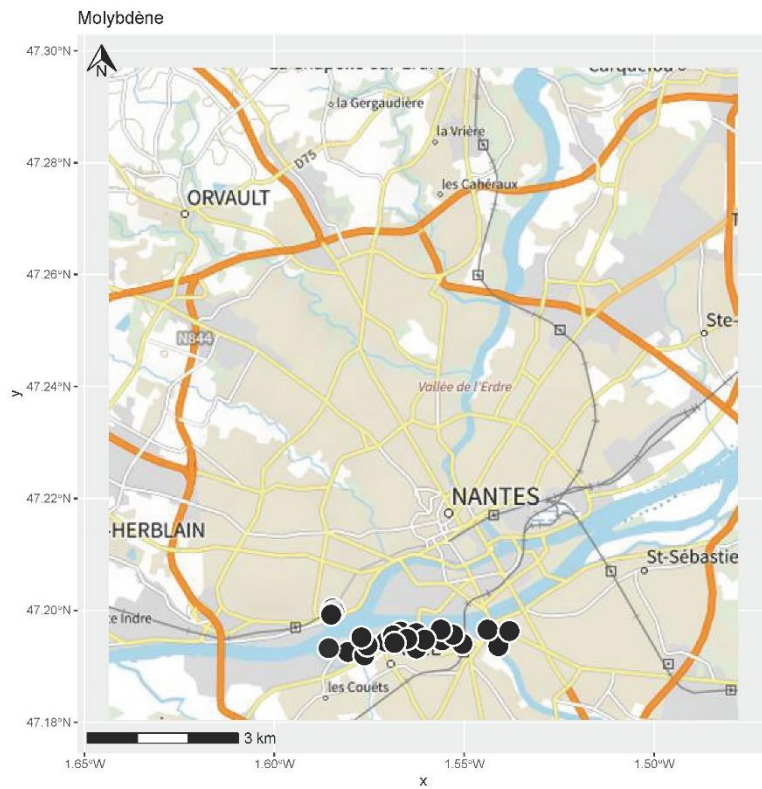 Molybdène
47.30°N
N
Carquefou
la Gergaudière
la Vrière
D75
47.28°N
les Cahéraux
ORVAULT
47.26°N
Ste-
N844
y
47.24°N
Vallée de l'Erdre
NANTES
47.22°N
-HERBLAIN
St-Sébastie
47.20°N
te Indre
les Couëts
47.18°N
3 km
1.65°W
1.60°W
1.55°W
1.50°W
x